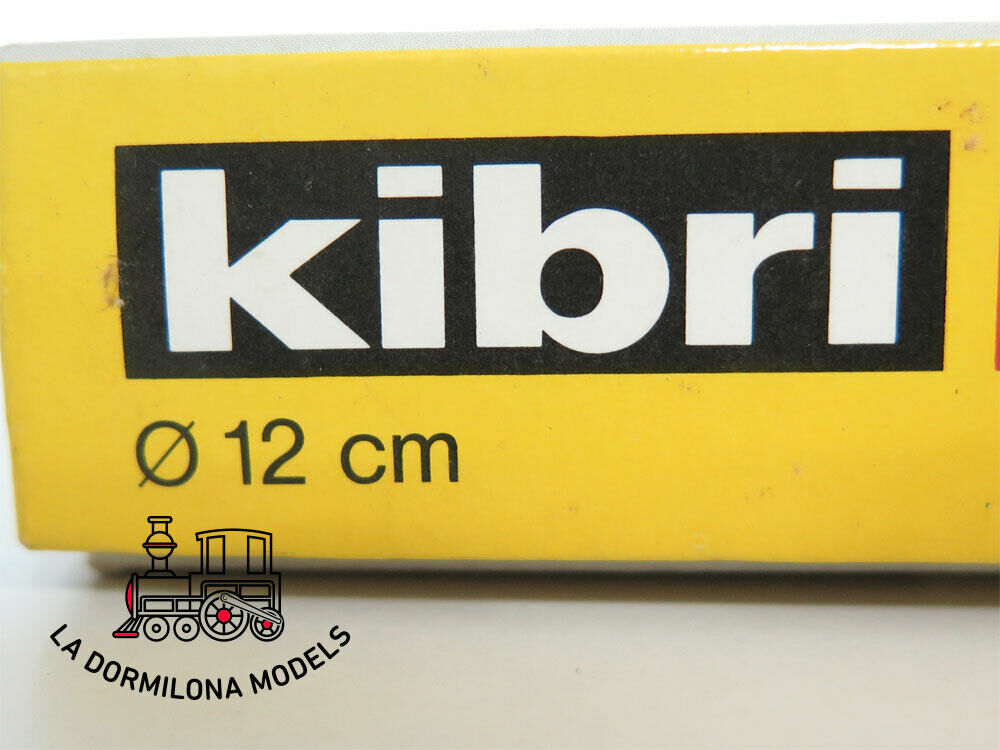 kibri
Ø 12 cm
LA DORMILONA MODELS